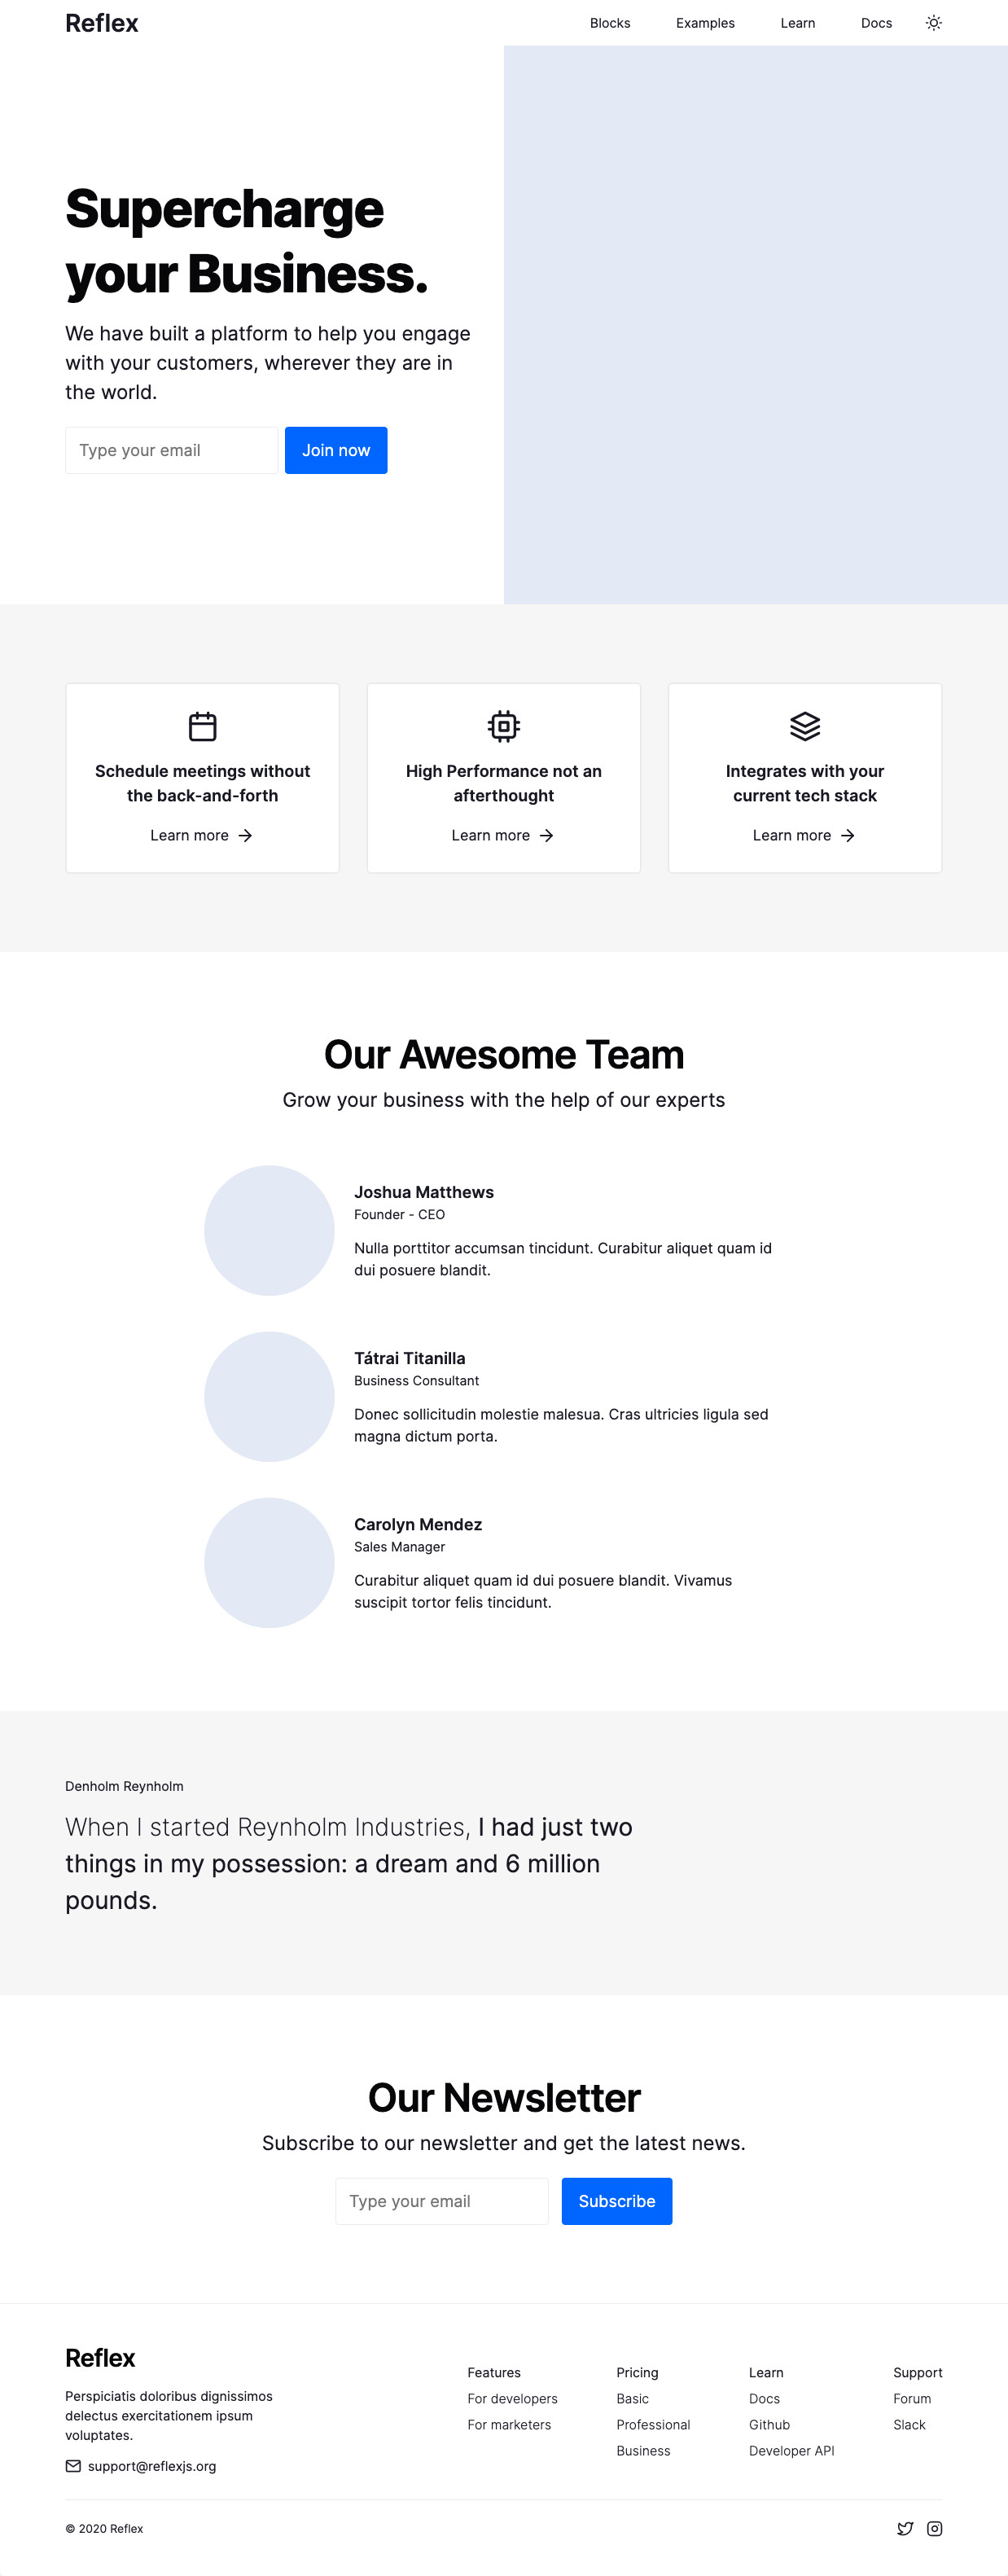 Reflex
Blocks Examples Learn Docs
Supercharge
your Business.
We have built a platform to help you engage
with your customers, wherever they are in
the world.
Type your email Join now
Schedule meetings without
the back-and-forth
Learn more
High Performance not an
afterthought
Learn more
Integrates with your
current tech stack
Learn more
Our Awesome Team
Grow your business with the help of our experts
Joshua Matthews
Founder - CEO
Nulla porttitor accumsan tincidunt. Curabitur aliquet quam id
dui posuere blandit.
Tátrai Titanilla
Business Consultant
Donec sollicitudin molestie malesua. Cras ultricies ligula sed
magna dictum porta.
Carolyn Mendez
Sales Manager
Curabitur aliquet quam id dui posuere blandit. Vivamus
suscipit tortor felis tincidunt.
Denholm Reynholm
When I started Reynholm Industries, I had just two
things in my possession: a dream and 6 million
pounds.
Our Newsletter
Subscribe to our newsletter and get the latest news.
Type your email Subscribe
Reflex
Perspiciatis doloribus dignissimos
delectus exercitationem ipsum
voluptates.
support@reflexjs.org
Features
For developers
For marketers
Pricing
Basic
Professional
Business
Learn
Docs
Github
Developer API
Support
Forum
Slack
© 2020 Reflex